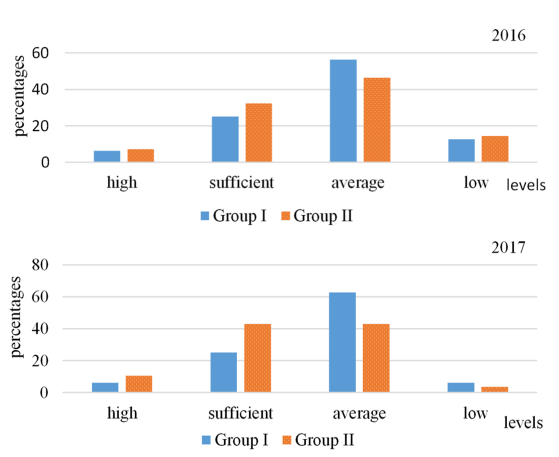 2016
percentages
60
40
20
0
high sufficient average low levels
Group I Group II
2017
percentages
80
60
40
20
0
high sufficient average low levels
Group I Group II